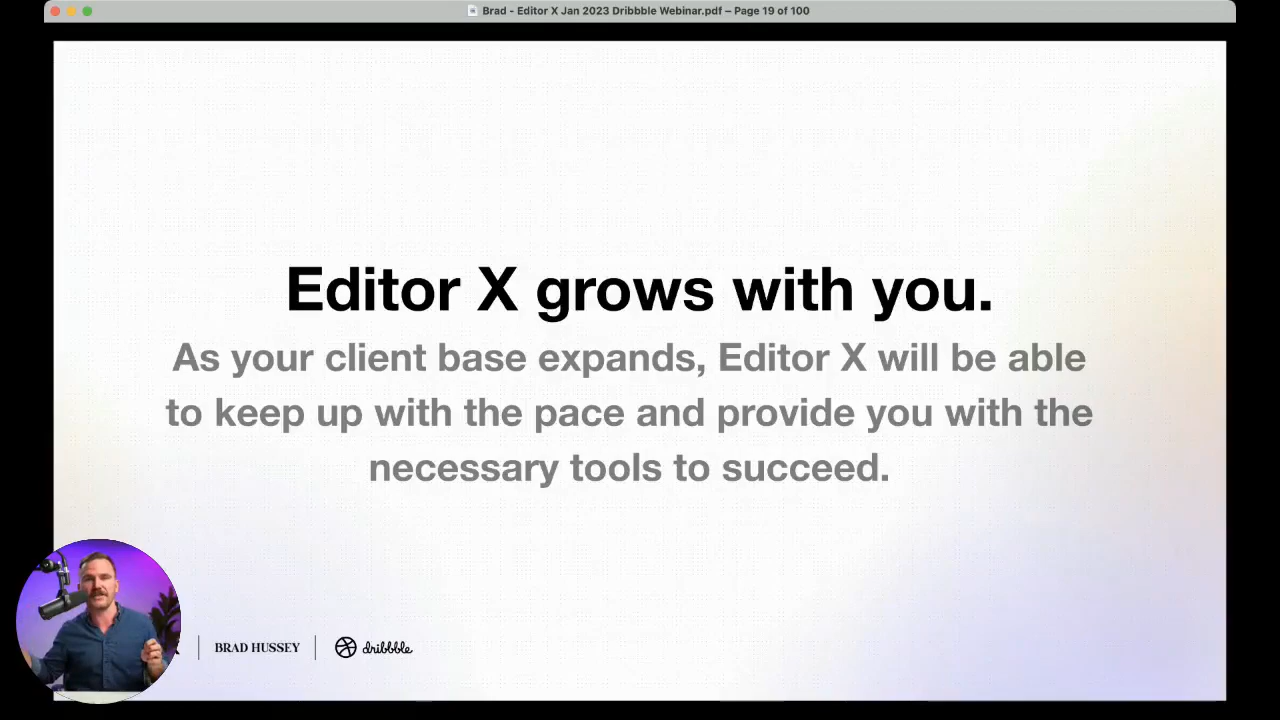 Brad - Editor X Jan 2023 Dribbble Webinar.pdf – Page 19 of 100
Editor X grows with you.
As your client base expands, Editor X will be able
to keep up with the pace and provide you with the
necessary tools to succeed.
BRAD HUSSEY
dribbble